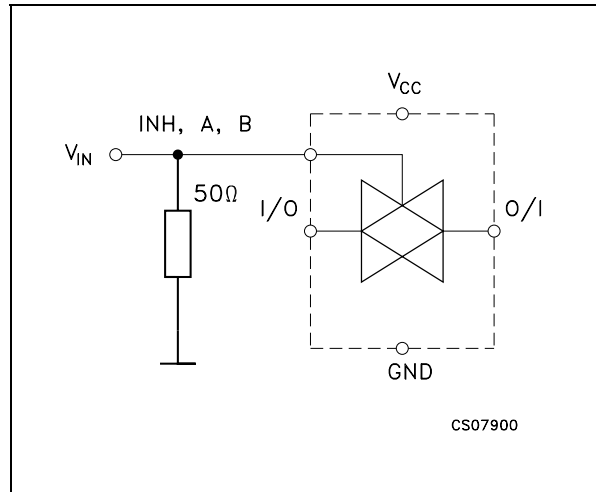 V_CC
INH, A, B
V_IN
50Ω
I/O
O/I
GND
CS07900